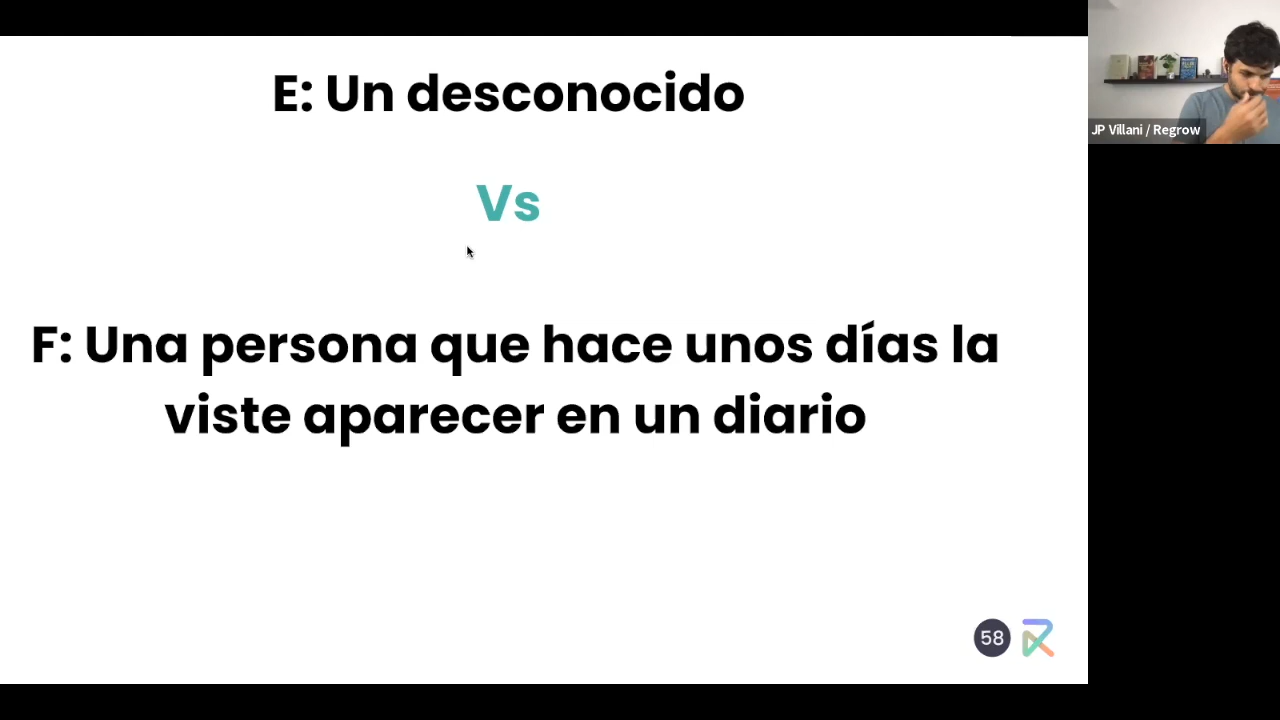 E: Un desconocido
Vs
F: Una persona que hace unos días la
viste aparecer en un diario
58
JP Villani / Regrow